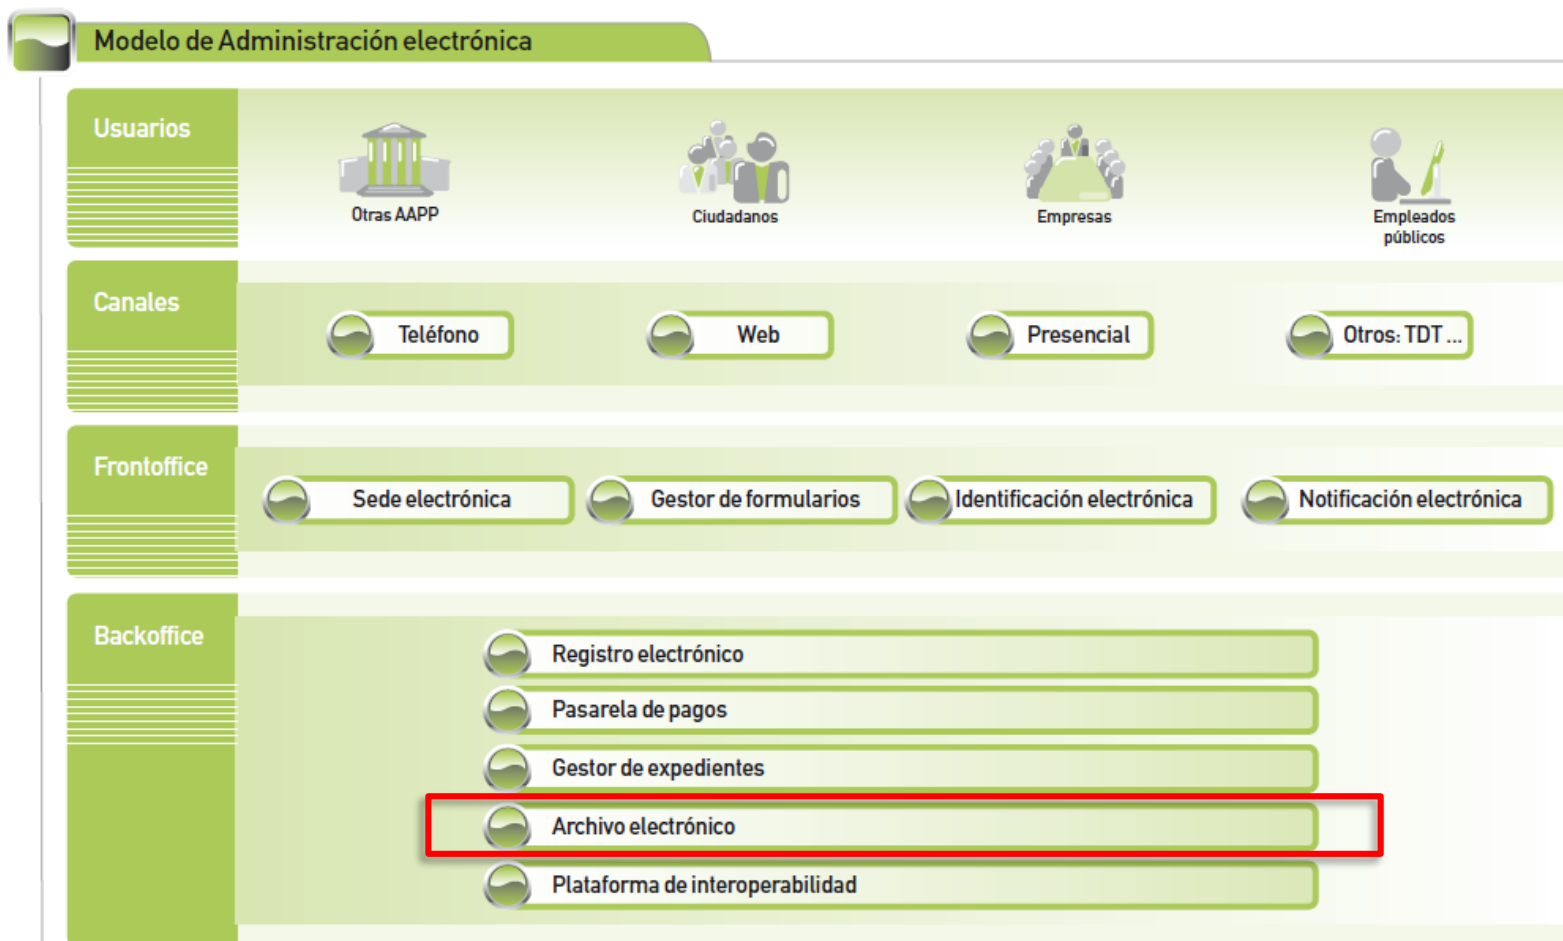 Modelo de Administración electrónica
Usuarios
Otras AAPP
Ciudadanos
Empresas
Empleados
públicos
Canales
Teléfono
Web
Presencial
Otros: TDT ...
Frontoffice
Sede electrónica
Gestor de formularios
Identificación electrónica
Notificación electrónica
Backoffice
Registro electrónico
Pasarela de pagos
Gestor de expedientes
Archivo electrónico
Plataforma de interoperabilidad